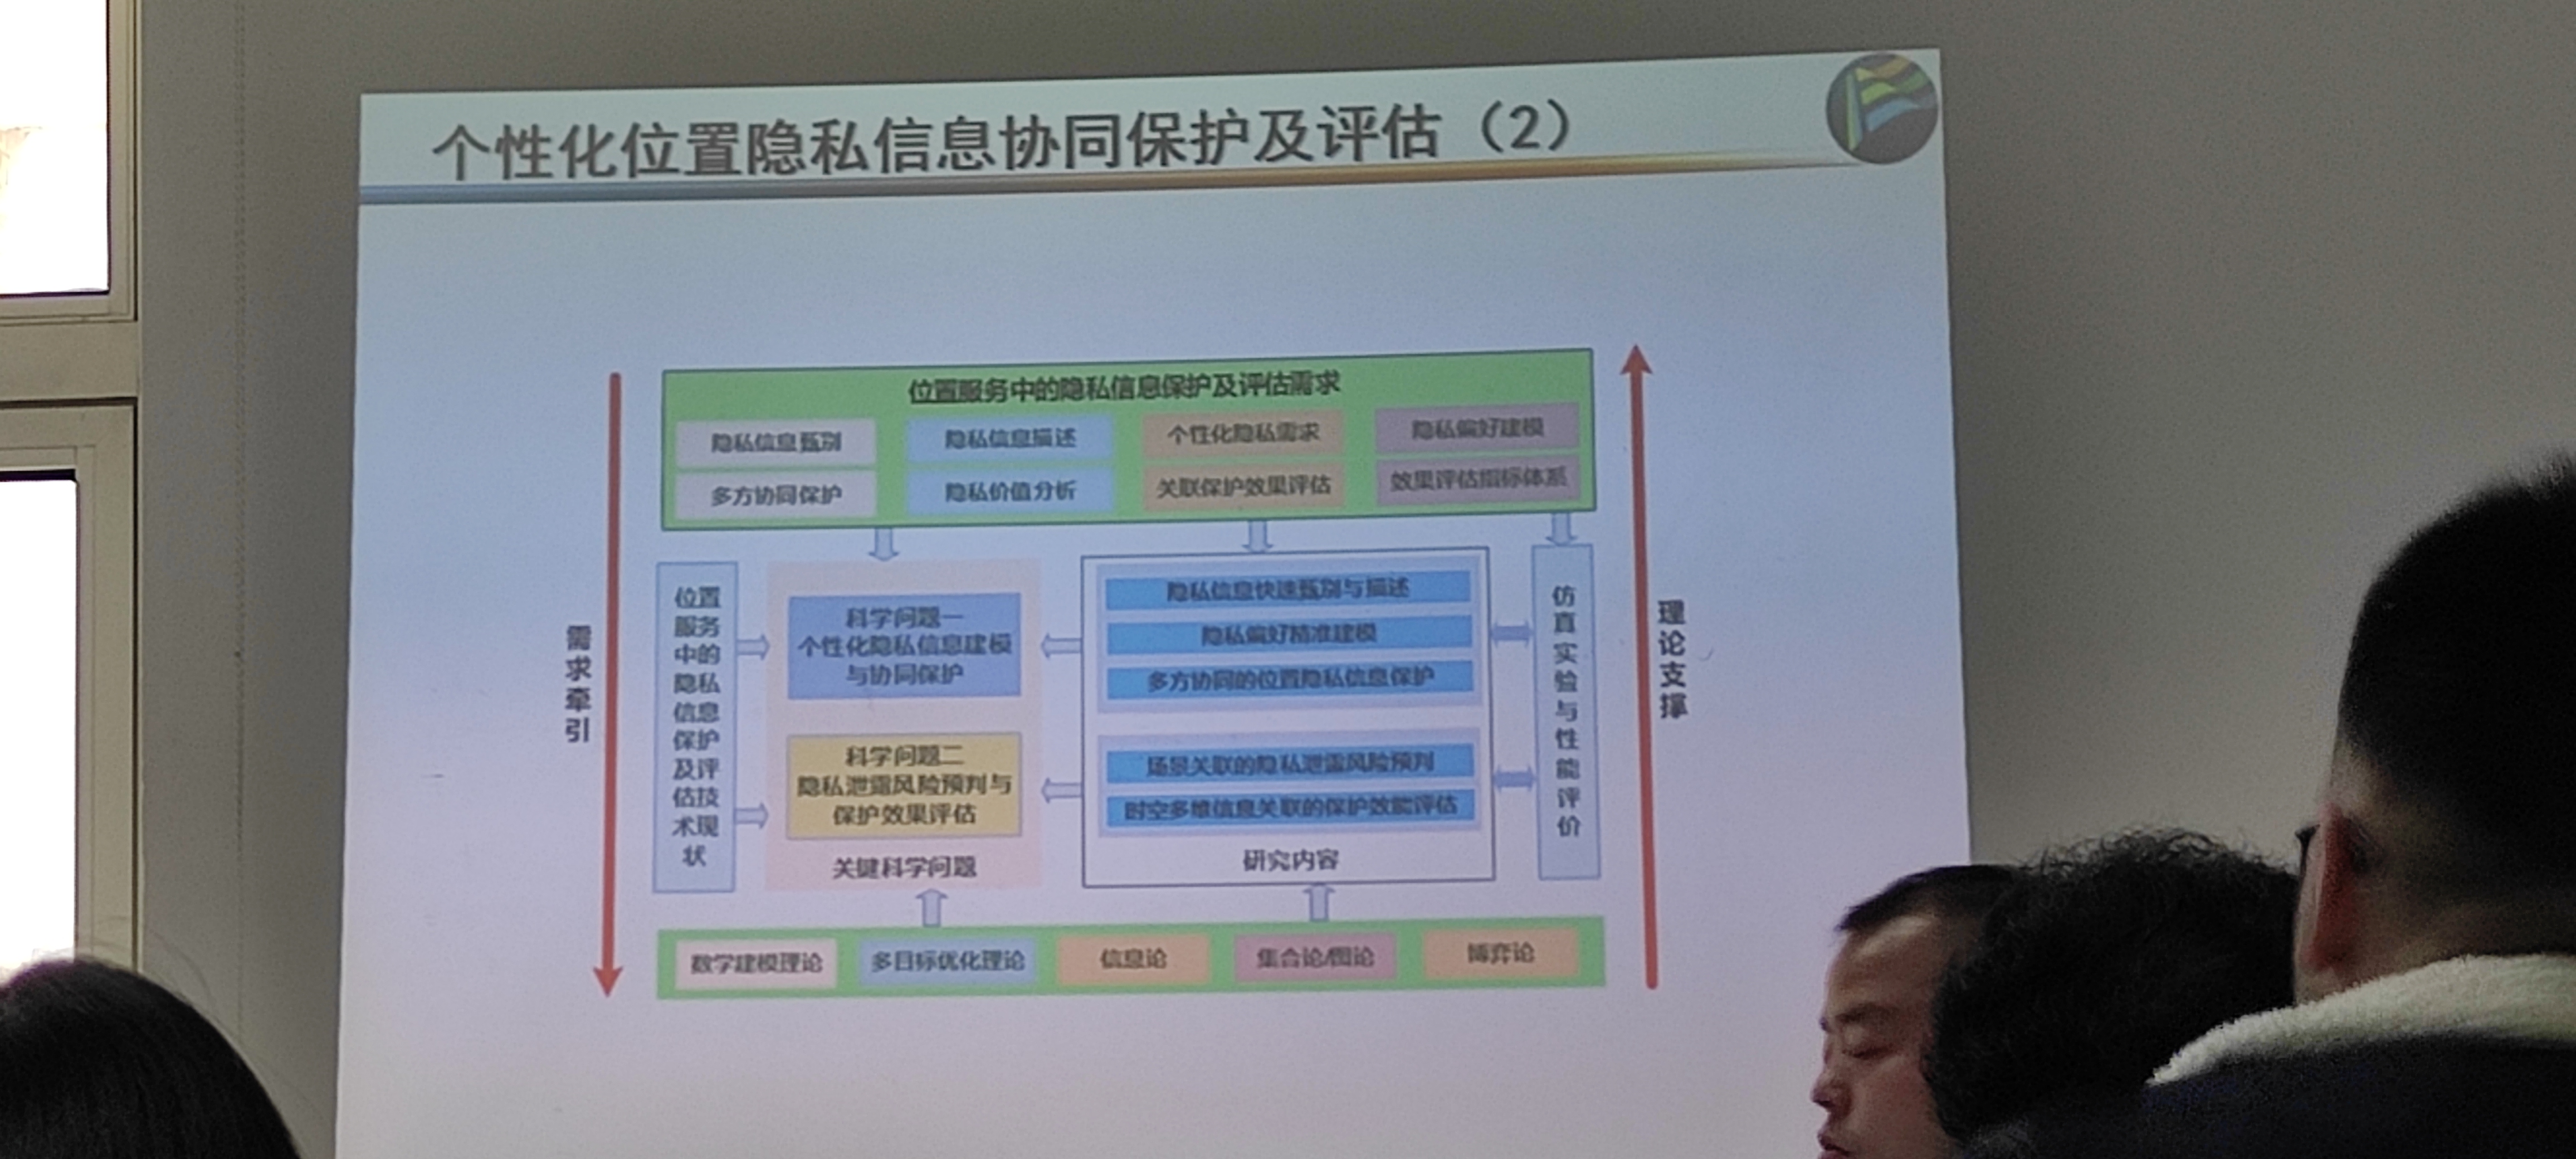 个性化位置隐私信息协同保护及评估（2）
位置服务中的隐私信息保护及评估需求
隐私信息甄别
隐私信息描述
个性化隐私需求
隐私偏好建模
多方协同保护
隐私价值分析
关联保护效果评估
效果评估指标体系
需求牵引
位置
服务
中的
隐私
信息
保护
及评
估技
术现
状
科学问题一
个性化隐私信息建模
与协同保护
科学问题二
隐私泄露风险预判与
保护效果评估
关键科学问题
隐私信息快速甄别与描述
隐私偏好精准建模
多方协同的位置隐私信息保护
场景关联的隐私泄露风险预判
时空多维信息关联的保护效能评估
研究内容
仿真实验与性能评价
理论支撑
数学建模理论
多目标优化理论
信息论
集合论/图论
博弈论